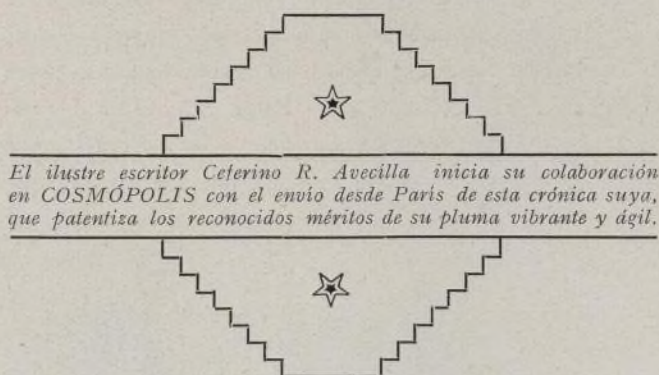 El ilustre escritor Ceferino R. Avecilla inicia su colaboración
en COSMÓPOLIS con el envío desde París de esta crónica suya,
que patentiza los reconocidos méritos de su pluma vibrante y ágil.